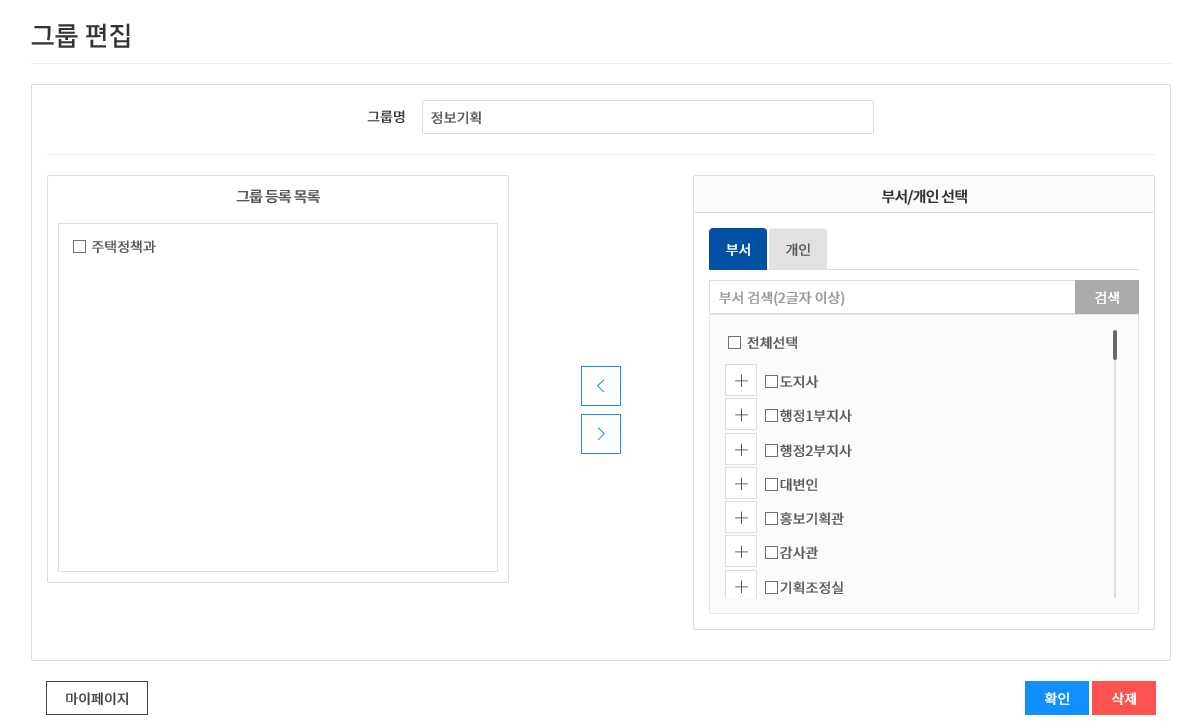 그룹 편집
그룹명 정보기획
그룹 등록 목록
주택정책과
부서/개인 선택
부서 개인
부서 검색(2글자 이상) 검색
전체선택
도지사
행정1부지사
행정2부지사
대변인
홍보기획관
감사관
기획조정실
마이페이지 확인 삭제